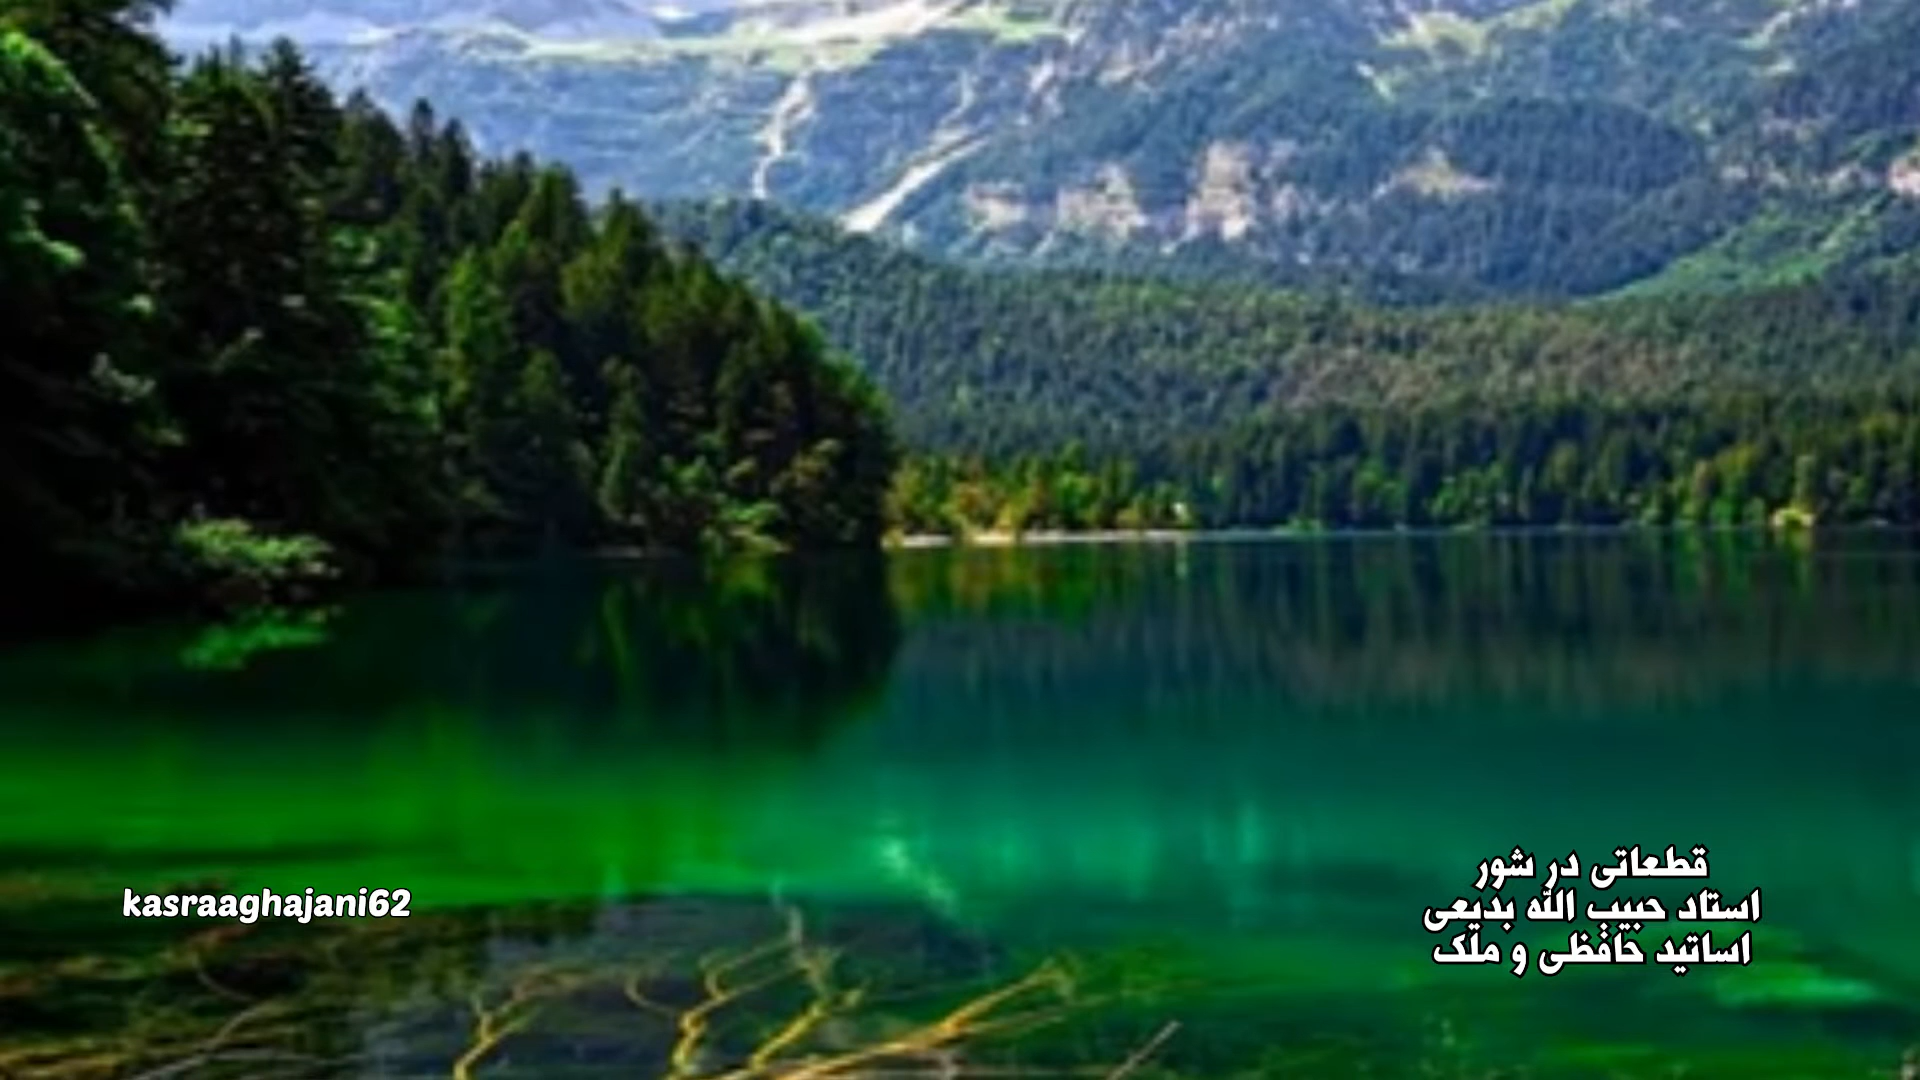 kasraaghajani62
قطعاتی در شور
استاد حبیب الله بدیعی
اساتید حافظی و ملک